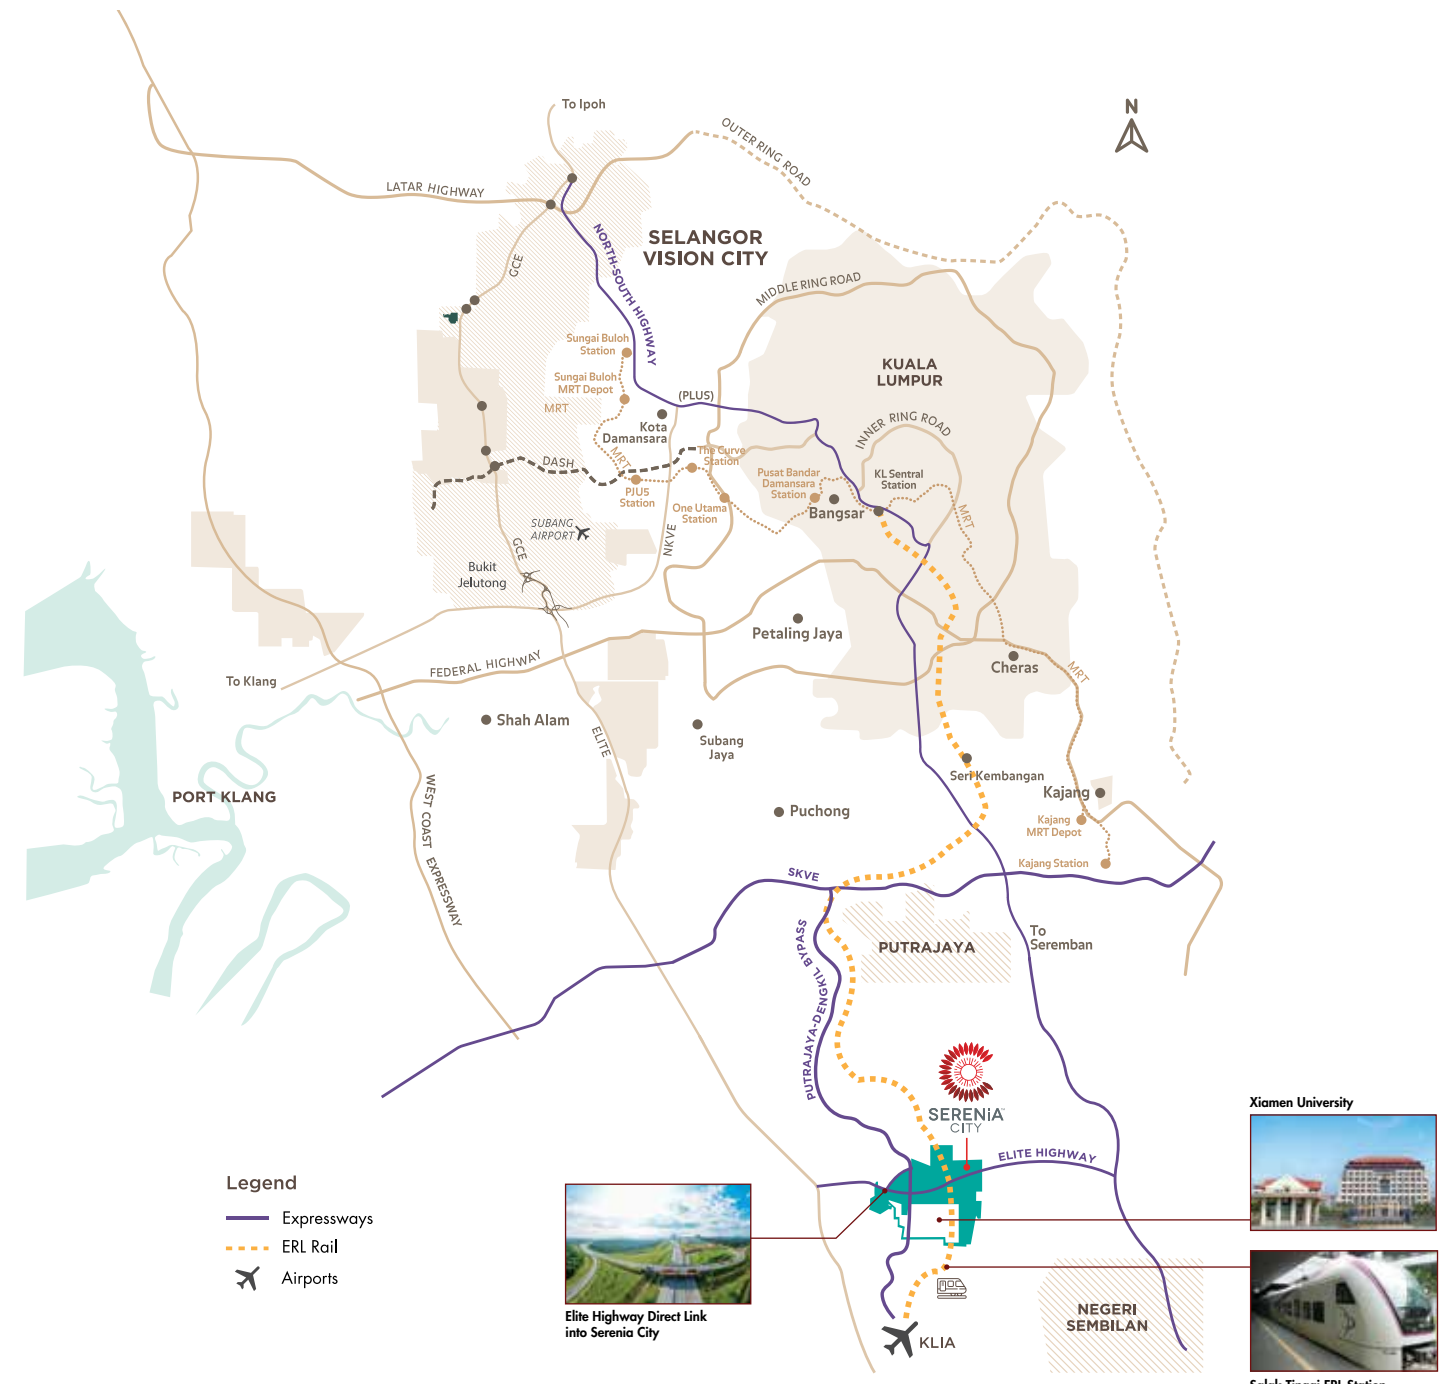 To Ipoh
N
OUTER RING ROAD
LATAR HIGHWAY
SELANGOR
VISION CITY
NORTH-SOUTH HIGHWAY
GCE
MIDDLE RING ROAD
Sungai Buloh
Station
KUALA
LUMPUR
Sungai Buloh
MRT Depot
MRT
(PLUS)
Kota
Damansara
INNER RING ROAD
The Curve
Station
DASH
MRT
Pusat Bandar
Damansara
Station
KL Sentral
Station
PJU5
Station
One Utama
Station
Bangsar
MRT
SUBANG
AIRPORT
NKVE
GCE
Bukit
Jelutong
Petaling Jaya
FEDERAL HIGHWAY
Cheras
MRT
To Klang
Shah Alam
ELITE
Subang
Jaya
Seri Kembangan
PORT KLANG
WEST COAST EXPRESSWAY
Puchong
Kajang
Kajang
MRT Depot
Kajang Station
SKVE
PUTRAJAYA-DENGKIL BYPASS
PUTRAJAYA
To
Seremban
SERENiA™
CITY
Xiamen University
ELITE HIGHWAY
Legend
Expressways
ERL Rail
Airports
Elite Highway Direct Link
into Serenia City
KLIA
NEGERI
SEMBILAN
Salak Tinggi ERL Station